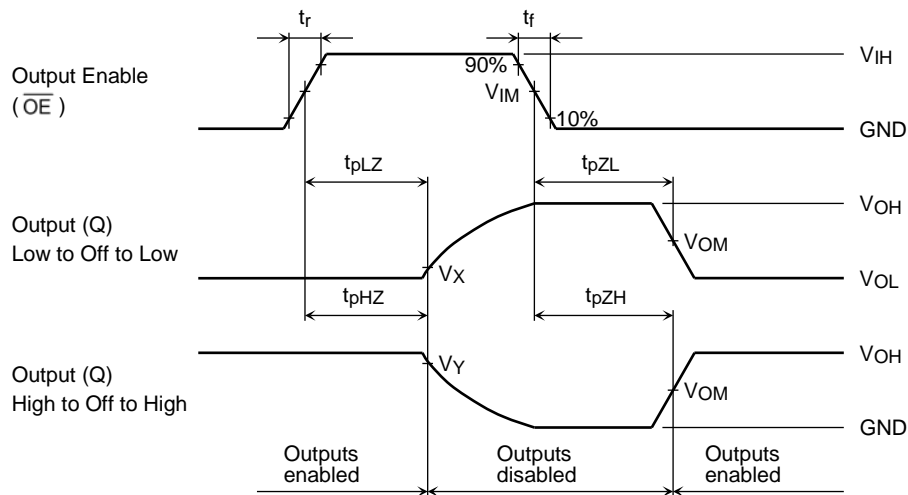 tr
tf
Output Enable
( OE )
90%
VIM
10%
VIH
GND
tpLZ
tpZL
Output (Q)
Low to Off to Low
VX
VOM
VOH
VOL
tpHZ
tpZH
Output (Q)
High to Off to High
VY
VOM
VOH
GND
Outputs
enabled
Outputs
disabled
Outputs
enabled